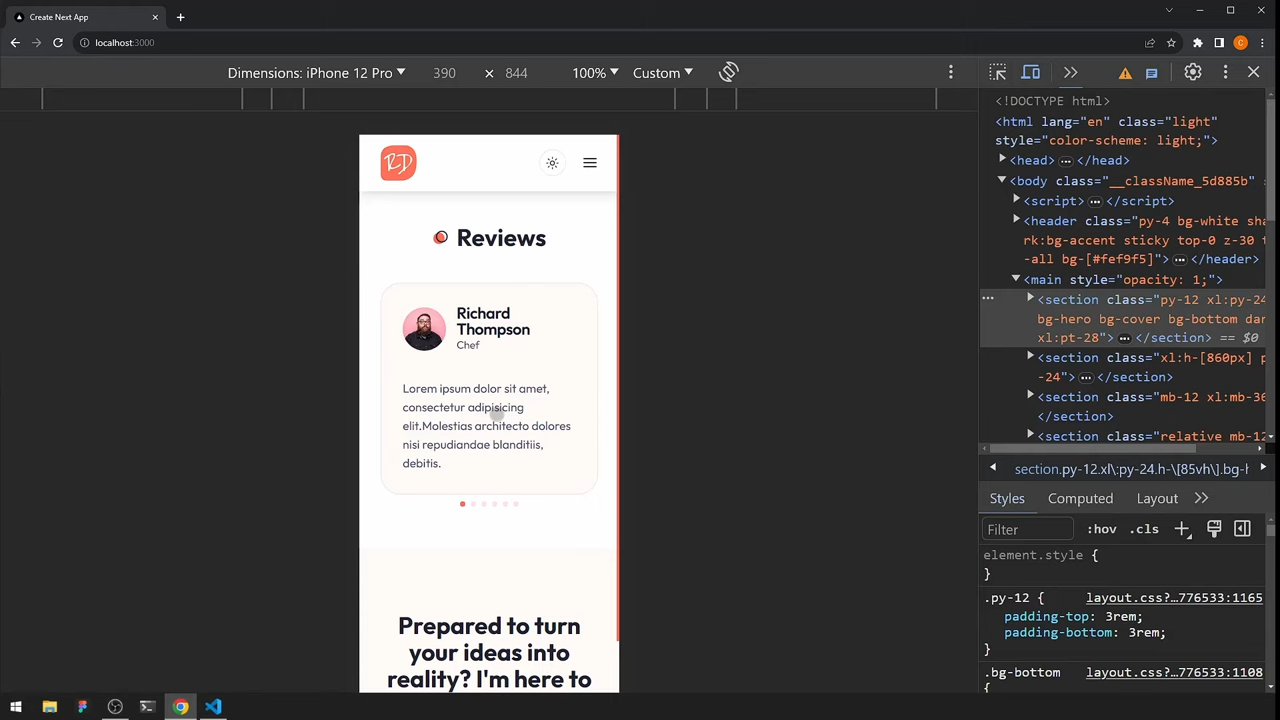 Create Next App
localhost:3000
C
Dimensions: iPhone 12 Pro
390
×
844
100%
Custom
RD
Reviews
Richard
Thompson
Chef
Lorem ipsum dolor sit amet,
consectetur adipisicing
elit.Molestias architecto dolores
nisi repudiandae blanditiis,
debitis.
Prepared to turn
your ideas into
reality? I'm here to
<!DOCTYPE html>
<html lang="en" class="light"
style="color-scheme: light;">
<head> ••• </head>
<body class="__className_5d885b"
<script> ••• </script>
<header class="py-4 bg-white sha
rk:bg-accent sticky top-0 z-30 t
-all bg-[#fef9f5]"> ••• </header>
<main style="opacity: 1;">
<section class="py-12 xl:py-24
bg-hero bg-cover bg-bottom dar
xl:pt-28"> ••• </section> == $0
<section class="xl:h-[860px] p
-24"> ••• </section>
<section class="mb-12 xl:mb-36
</section>
<section class="relative mb-12
section.py-12.xl\:py-24.h-\[85vh\].bg-h
Styles
Computed
Layout
Filter
:hov
.cls
element.style {
}
.py-12 {
layout.css?…776533:1165
padding-top: 3rem;
padding-bottom: 3rem;
}
.bg-bottom
layout.css?…776533:1108
{